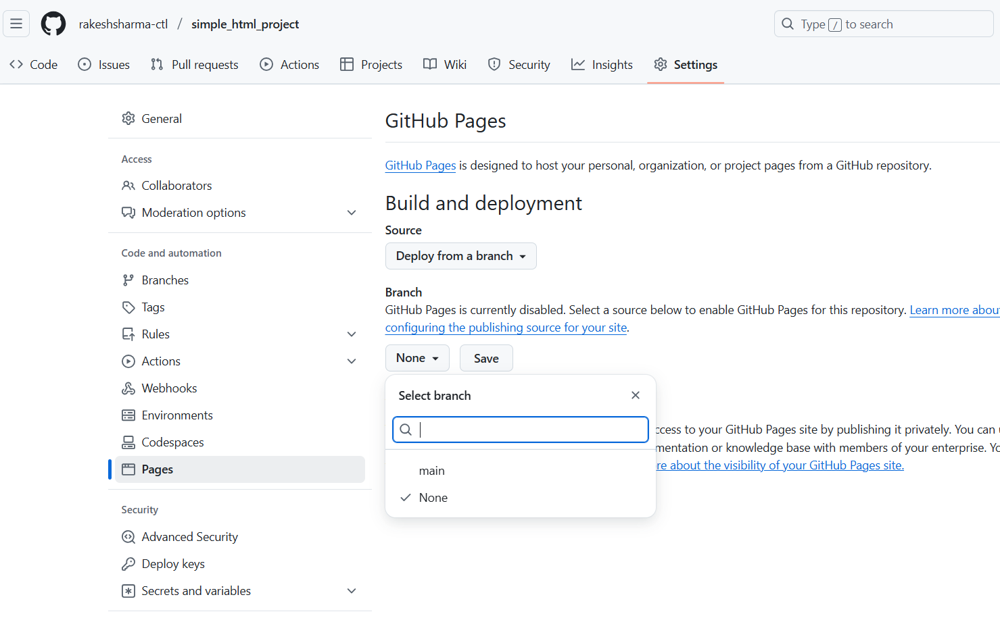 rakeshsharma-ctl / simple_html_project
Type / to search
Code Issues Pull requests Actions Projects Wiki Security Insights Settings
General
Access
Collaborators
Moderation options
Code and automation
Branches
Tags
Rules
Actions
Webhooks
Environments
Codespaces
Pages
Security
Advanced Security
Deploy keys
Secrets and variables
GitHub Pages
GitHub Pages is designed to host your personal, organization, or project pages from a GitHub repository.
Build and deployment
Source
Deploy from a branch
Branch
GitHub Pages is currently disabled. Select a source below to enable GitHub Pages for this repository. Learn more about
configuring the publishing source for your site.
None Save
Select branch
main
None
to your GitHub Pages site by publishing it privately. You can
or knowledge base with members of your enterprise.
about the visibility of your GitHub Pages site.